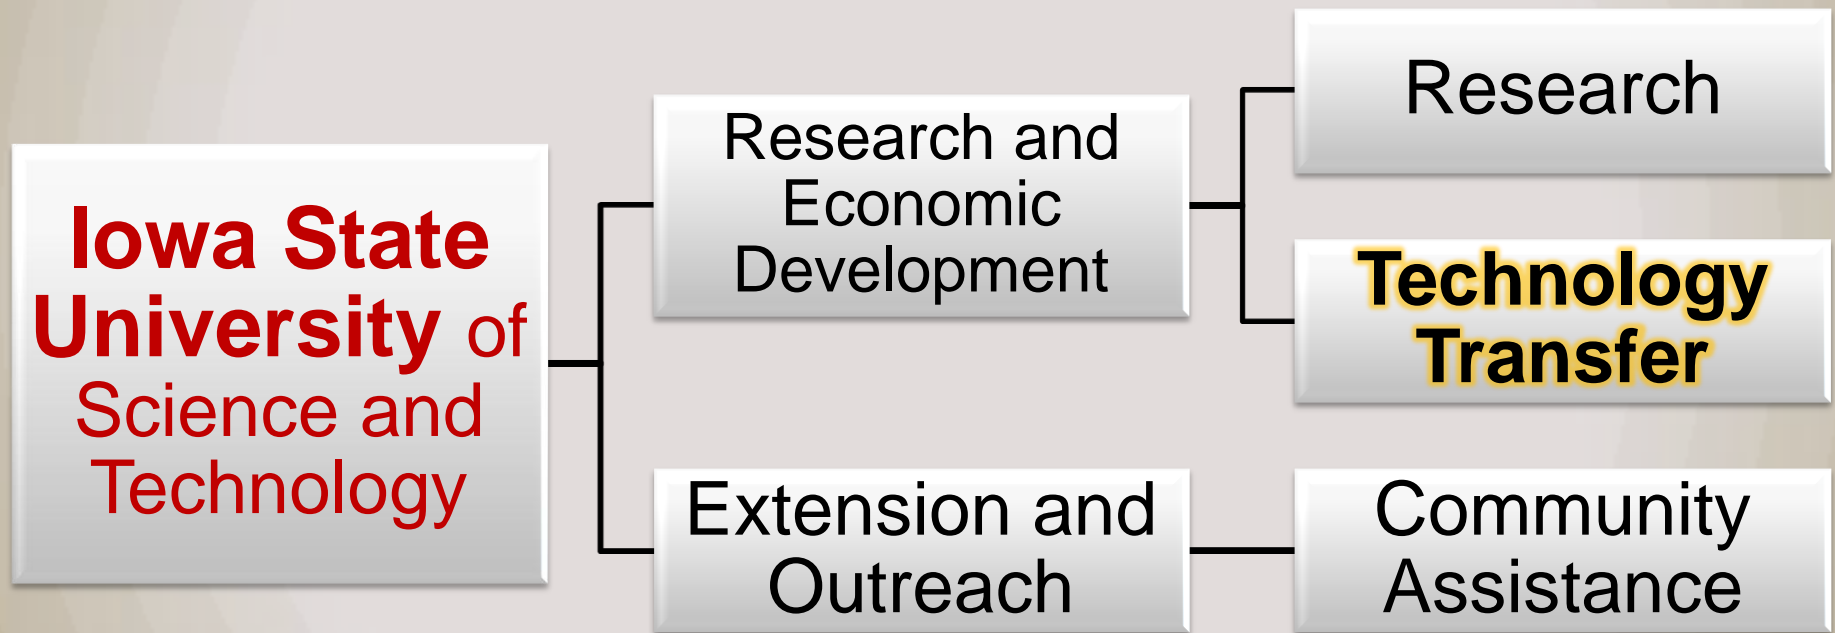 Iowa State
University of
Science and
Technology
Research and
Economic
Development
Extension and
Outreach
Research
Technology
Transfer
Community
Assistance